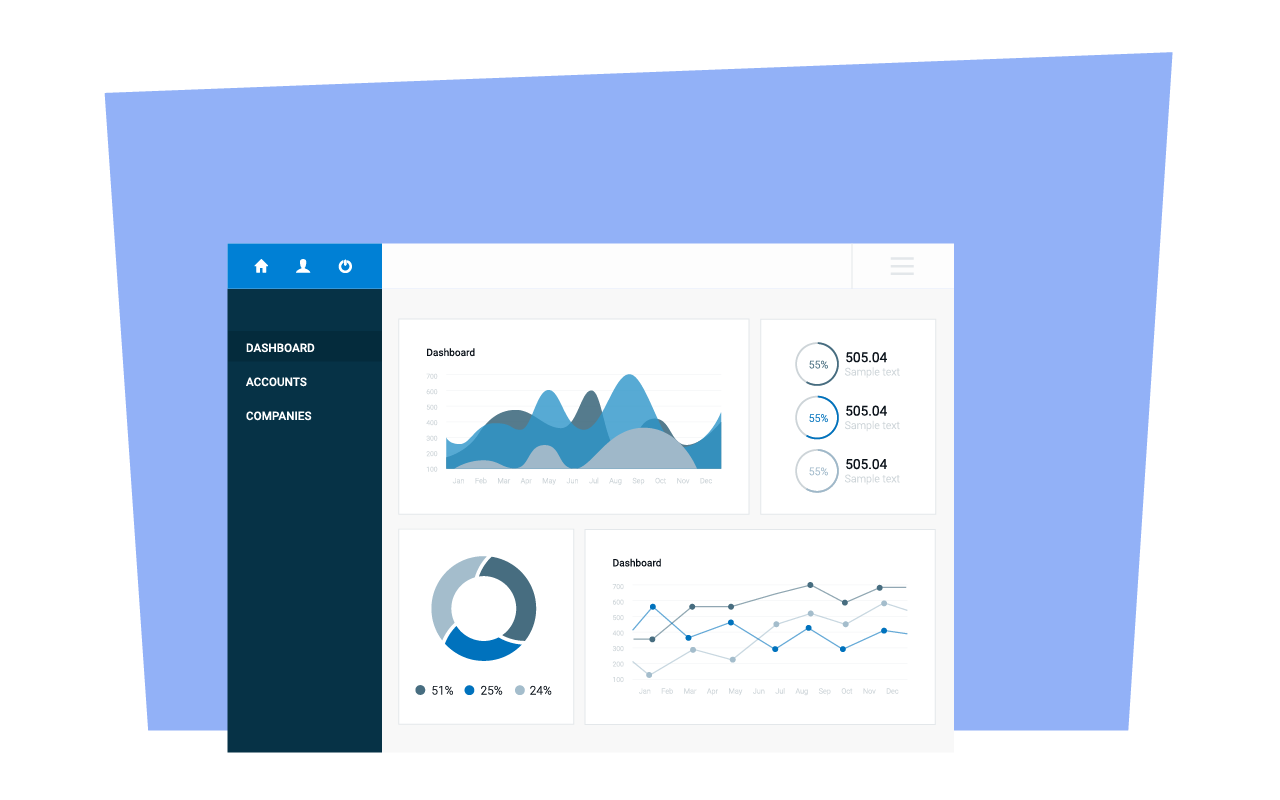 DASHBOARD
ACCOUNTS
COMPANIES
Dashboard
700
600
500
400
300
200
100
Jan Feb Mar Apr May Jun Jul Aug Sep Oct Nov Dec
55% 505.04
Sample text
55% 505.04
Sample text
55% 505.04
Sample text
51% 25% 24%
Dashboard
700
600
500
400
300
200
100
Jan Feb Mar Apr May Jun Jul Aug Sep Oct Nov Dec